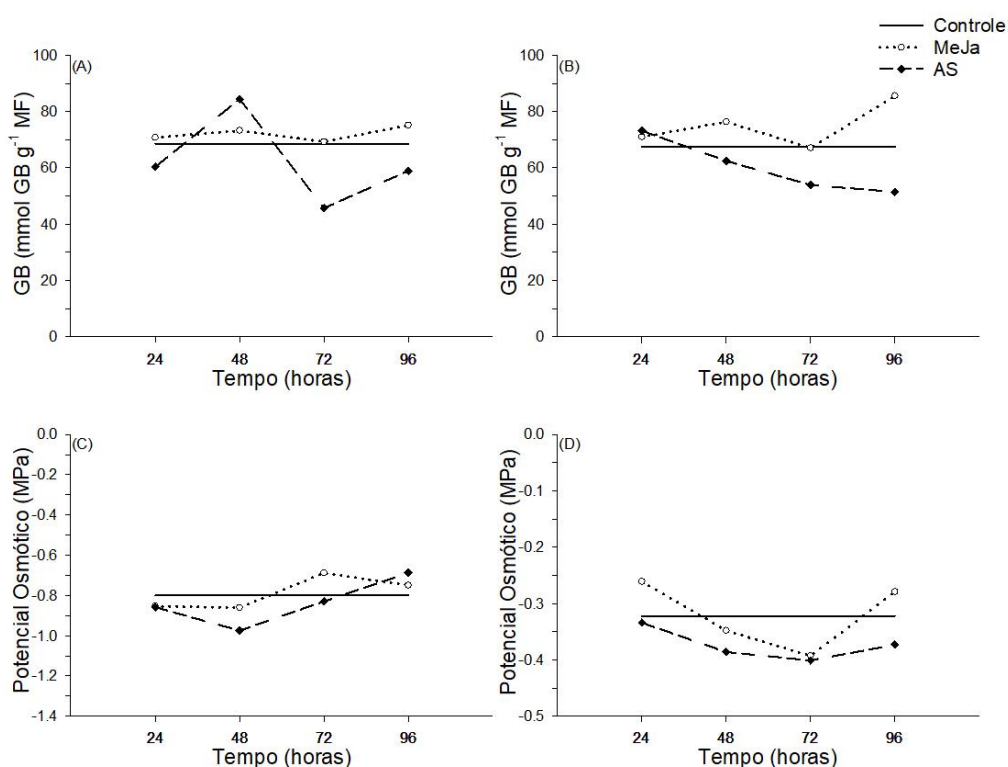 Controle
MeJa
AS
(A)
GB (mmol GB g-1 MF)
100
80
60
40
20
0
24 48 72 96
Tempo (horas)
(B)
GB (mmol GB g-1 MF)
100
80
60
40
20
0
24 48 72 96
Tempo (horas)
(C)
Potencial Osmótico (MPa)
0.0
-0.2
-0.4
-0.6
-0.8
-1.0
-1.2
-1.4
24 48 72 96
Tempo (horas)
(D)
Potencial Osmótico (MPa)
0.0
-0.1
-0.2
-0.3
-0.4
-0.5
24 48 72 96
Tempo (horas)